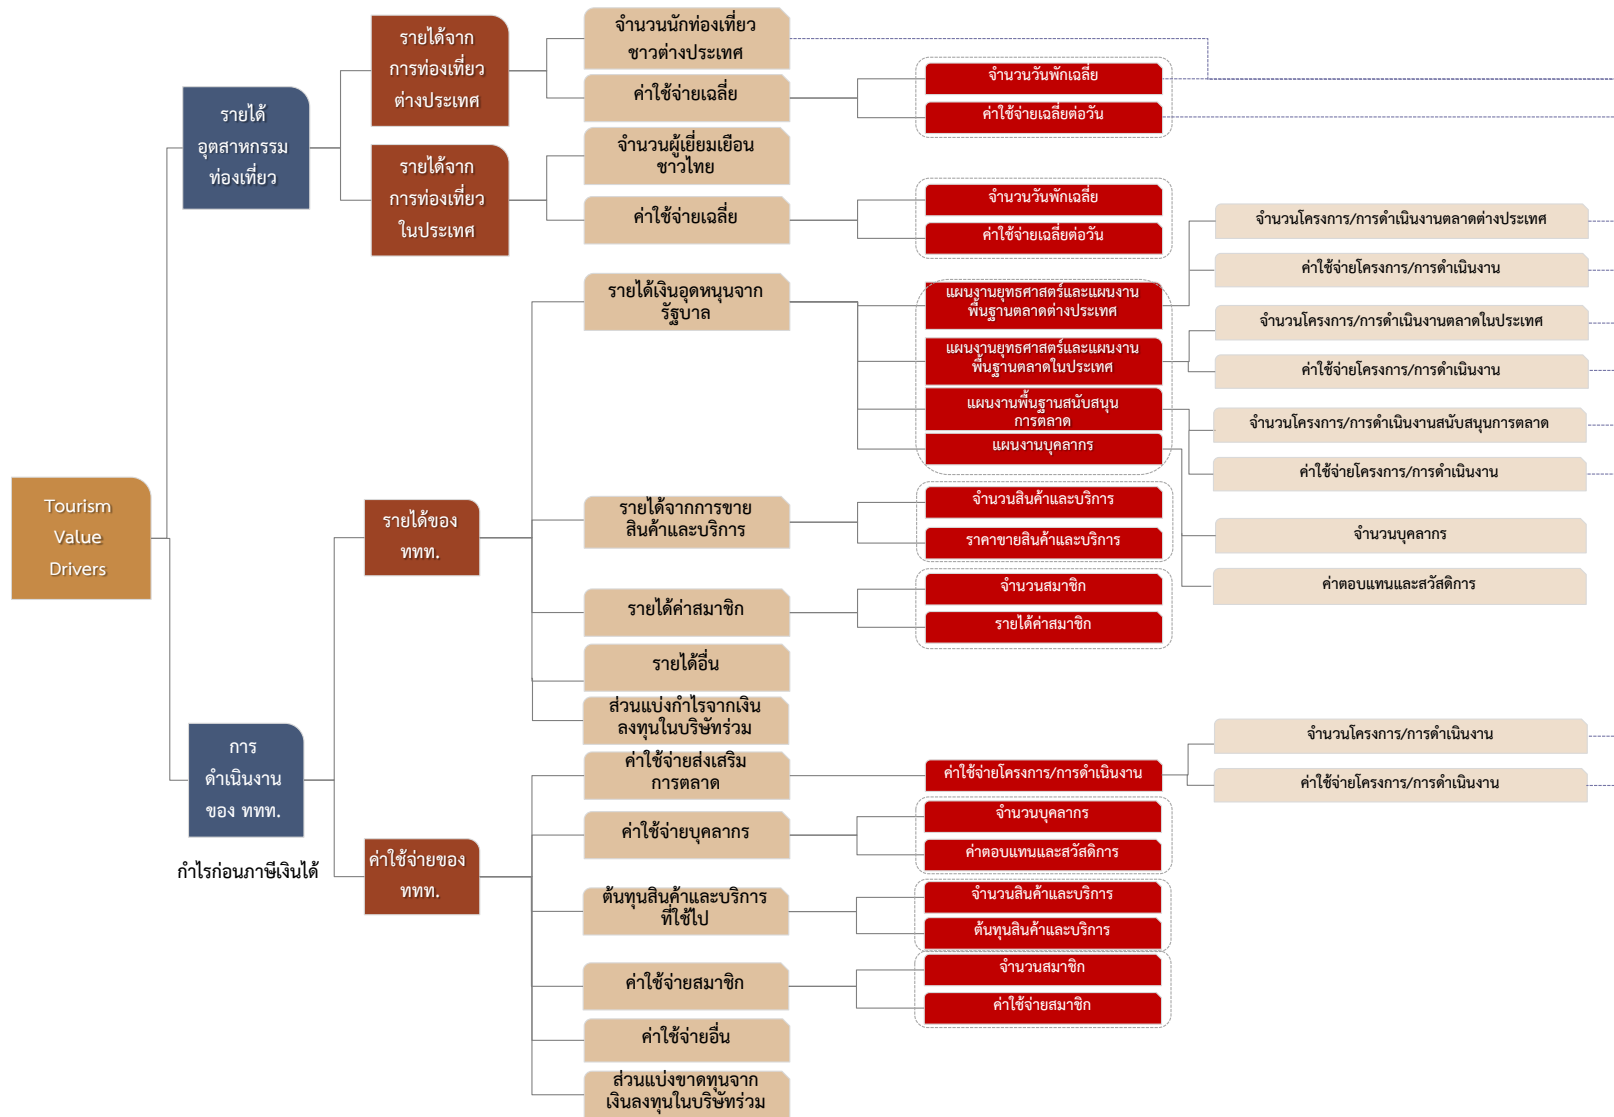 Tourism
Value
Drivers
รายได้
อุตสาหกรรม
ท่องเที่ยว
การ
ดำเนินงาน
ของ ททท.
กำไรก่อนภาษีเงินได้
รายได้จาก
การท่องเที่ยว
ต่างประเทศ
รายได้จาก
การท่องเที่ยว
ในประเทศ
รายได้ของ
ททท.
ค่าใช้จ่ายของ
ททท.
จำนวนนักท่องเที่ยว
ชาวต่างประเทศ
ค่าใช้จ่ายเฉลี่ย
จำนวนผู้เยี่ยมเยือน
ชาวไทย
ค่าใช้จ่ายเฉลี่ย
รายได้เงินอุดหนุนจาก
รัฐบาล
รายได้จากการขาย
สินค้าและบริการ
รายได้ค่าสมาชิก
รายได้อื่น
ส่วนแบ่งกำไรจากเงิน
ลงทุนในบริษัทร่วม
ค่าใช้จ่ายส่งเสริม
การตลาด
ค่าใช้จ่ายบุคลากร
ต้นทุนสินค้าและบริการ
ที่ใช้ไป
ค่าใช้จ่ายสมาชิก
ค่าใช้จ่ายอื่น
ส่วนแบ่งขาดทุนจาก
เงินลงทุนในบริษัทร่วม
จำนวนวันพักเฉลี่ย
ค่าใช้จ่ายเฉลี่ยต่อวัน
จำนวนวันพักเฉลี่ย
ค่าใช้จ่ายเฉลี่ยต่อวัน
แผนงานยุทธศาสตร์และแผนงาน
พื้นฐานตลาดต่างประเทศ
แผนงานยุทธศาสตร์และแผนงาน
พื้นฐานตลาดในประเทศ
แผนงานพื้นฐานสนับสนุน
การตลาด
แผนงานบุคลากร
จำนวนสินค้าและบริการ
ราคาขายสินค้าและบริการ
จำนวนสมาชิก
รายได้ค่าสมาชิก
ค่าใช้จ่ายโครงการ/การดำเนินงาน
จำนวนบุคลากร
ค่าตอบแทนและสวัสดิการ
จำนวนสินค้าและบริการ
ต้นทุนสินค้าและบริการ
จำนวนสมาชิก
ค่าใช้จ่ายสมาชิก
จำนวนโครงการ/การดำเนินงานตลาดต่างประเทศ
ค่าใช้จ่ายโครงการ/การดำเนินงาน
จำนวนโครงการ/การดำเนินงานตลาดในประเทศ
ค่าใช้จ่ายโครงการ/การดำเนินงาน
จำนวนโครงการ/การดำเนินงานสนับสนุนการตลาด
ค่าใช้จ่ายโครงการ/การดำเนินงาน
จำนวนบุคลากร
ค่าตอบแทนและสวัสดิการ
จำนวนโครงการ/การดำเนินงาน
ค่าใช้จ่ายโครงการ/การดำเนินงาน